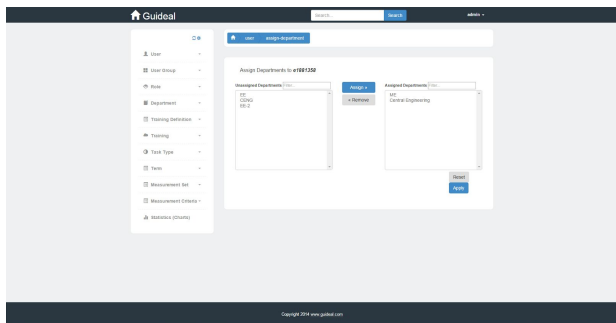 Guideal
Search...
Search
admin
user assign-department
User
User Group
Role
Department
Training Definition
Training
Task Type
Term
Measurement Set
Measurement Criteria
Statistics (Charts)
Assign Departments to e1691358
Unassigned Departments Filter...
EE
CENG
EE-2
Assign »
« Remove
Assigned Departments Filter...
ME
Central Engineering
Reset
Apply
Copyright 2014 www.guideal.com